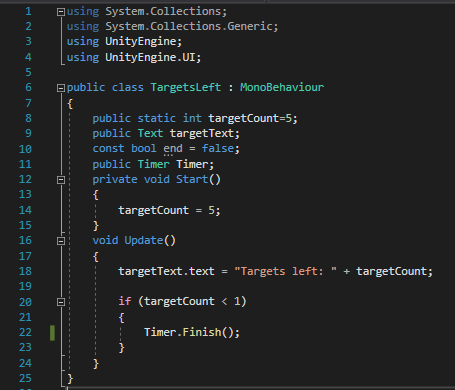 1 using System.Collections;
2 using System.Collections.Generic;
3 using UnityEngine;
4 using UnityEngine.UI;
5
6 public class TargetsLeft : MonoBehaviour
7 {
8 public static int targetCount=5;
9 public Text targetText;
10 const bool end = false;
11 public Timer Timer;
12 private void Start()
13 {
14 targetCount = 5;
15 }
16 void Update()
17 {
18 targetText.text = "Targets left: " + targetCount;
19
20 if (targetCount < 1)
21 {
22 Timer.Finish();
23 }
24 }
25 }